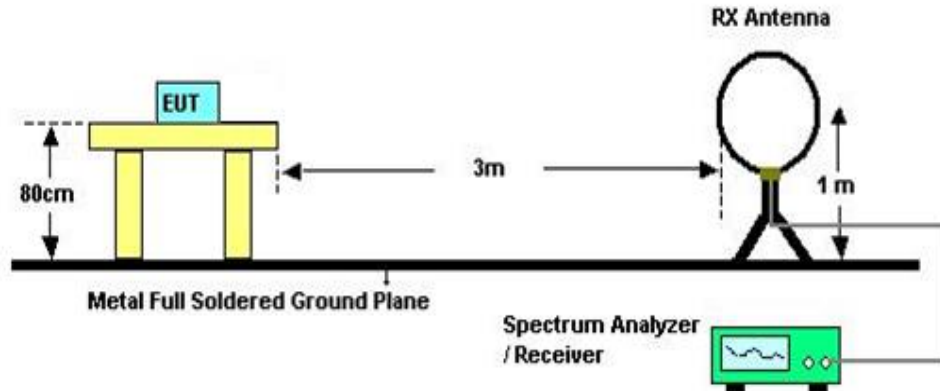 RX Antenna
EUT
3m
80cm
1 m
Metal Full Soldered Ground Plane
Spectrum Analyzer
/ Receiver